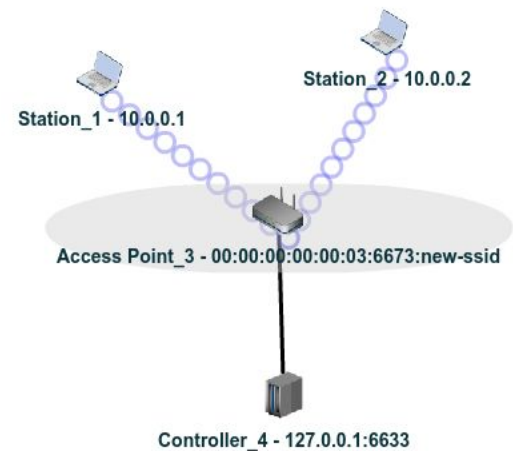 Station_2 - 10.0.0.2
Station_1 - 10.0.0.1
Access Point_3 - 00:00:00:00:00:03:6673:new-ssid
Controller_4 - 127.0.0.1:6633